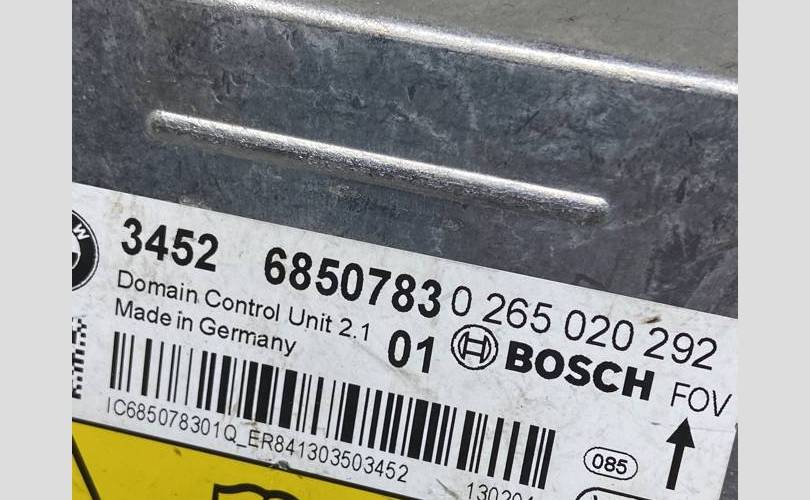 3452 6850783 0 265 020 292
Domain Control Unit 2.1
Made in Germany
01 BOSCH FOV
IC685078301Q_ER841303503452
085